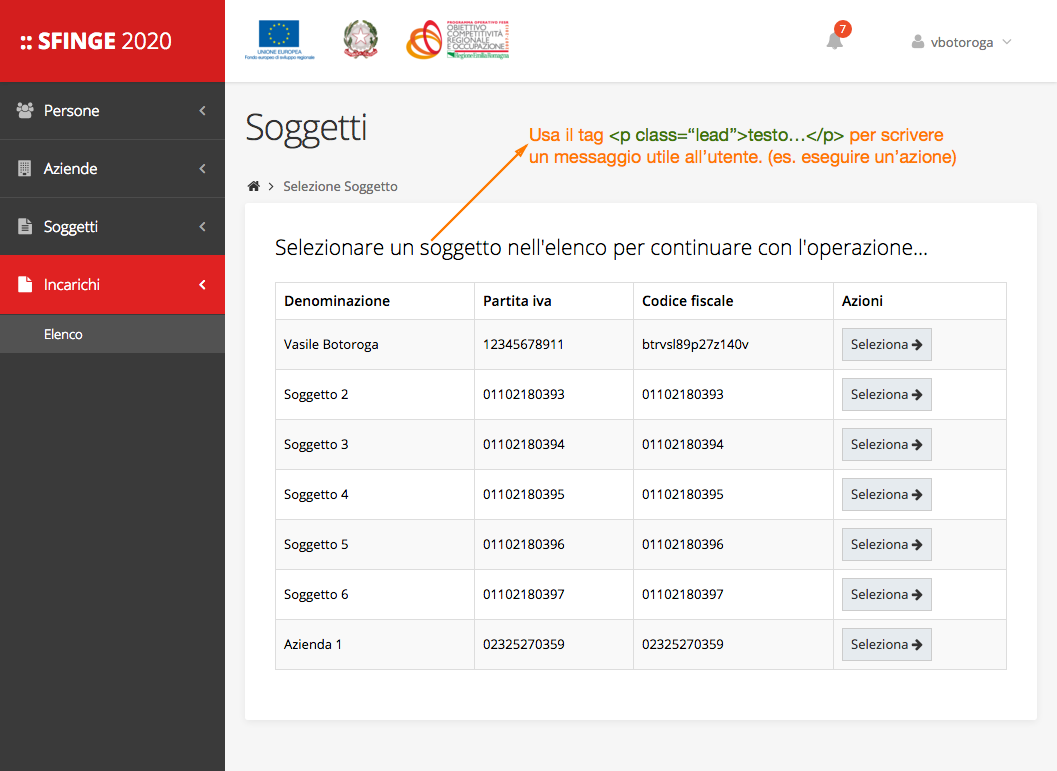 :: SFINGE 2020
UNIONE EUROPEA
Fondo europeo di sviluppo regionale
PROGRAMMA OPERATIVO FESR
OBIETTIVO
COMPETITIVITÀ
REGIONALE
E OCCUPAZIONE
Regione Emilia-Romagna
7
vbotoroga
Persone
Aziende
Soggetti
Incarichi
Elenco
Soggetti
Usa il tag <p class=“lead”>testo…</p> per scrivere
un messaggio utile all’utente. (es. eseguire un’azione)
Selezione Soggetto
Selezionare un soggetto nell'elenco per continuare con l'operazione...
Denominazione Partita iva Codice fiscale Azioni
Vasile Botoroga 12345678911 btrvsl89p27z140v Seleziona
Soggetto 2 01102180393 01102180393 Seleziona
Soggetto 3 01102180394 01102180394 Seleziona
Soggetto 4 01102180395 01102180395 Seleziona
Soggetto 5 01102180396 01102180396 Seleziona
Soggetto 6 01102180397 01102180397 Seleziona
Azienda 1 02325270359 02325270359 Seleziona